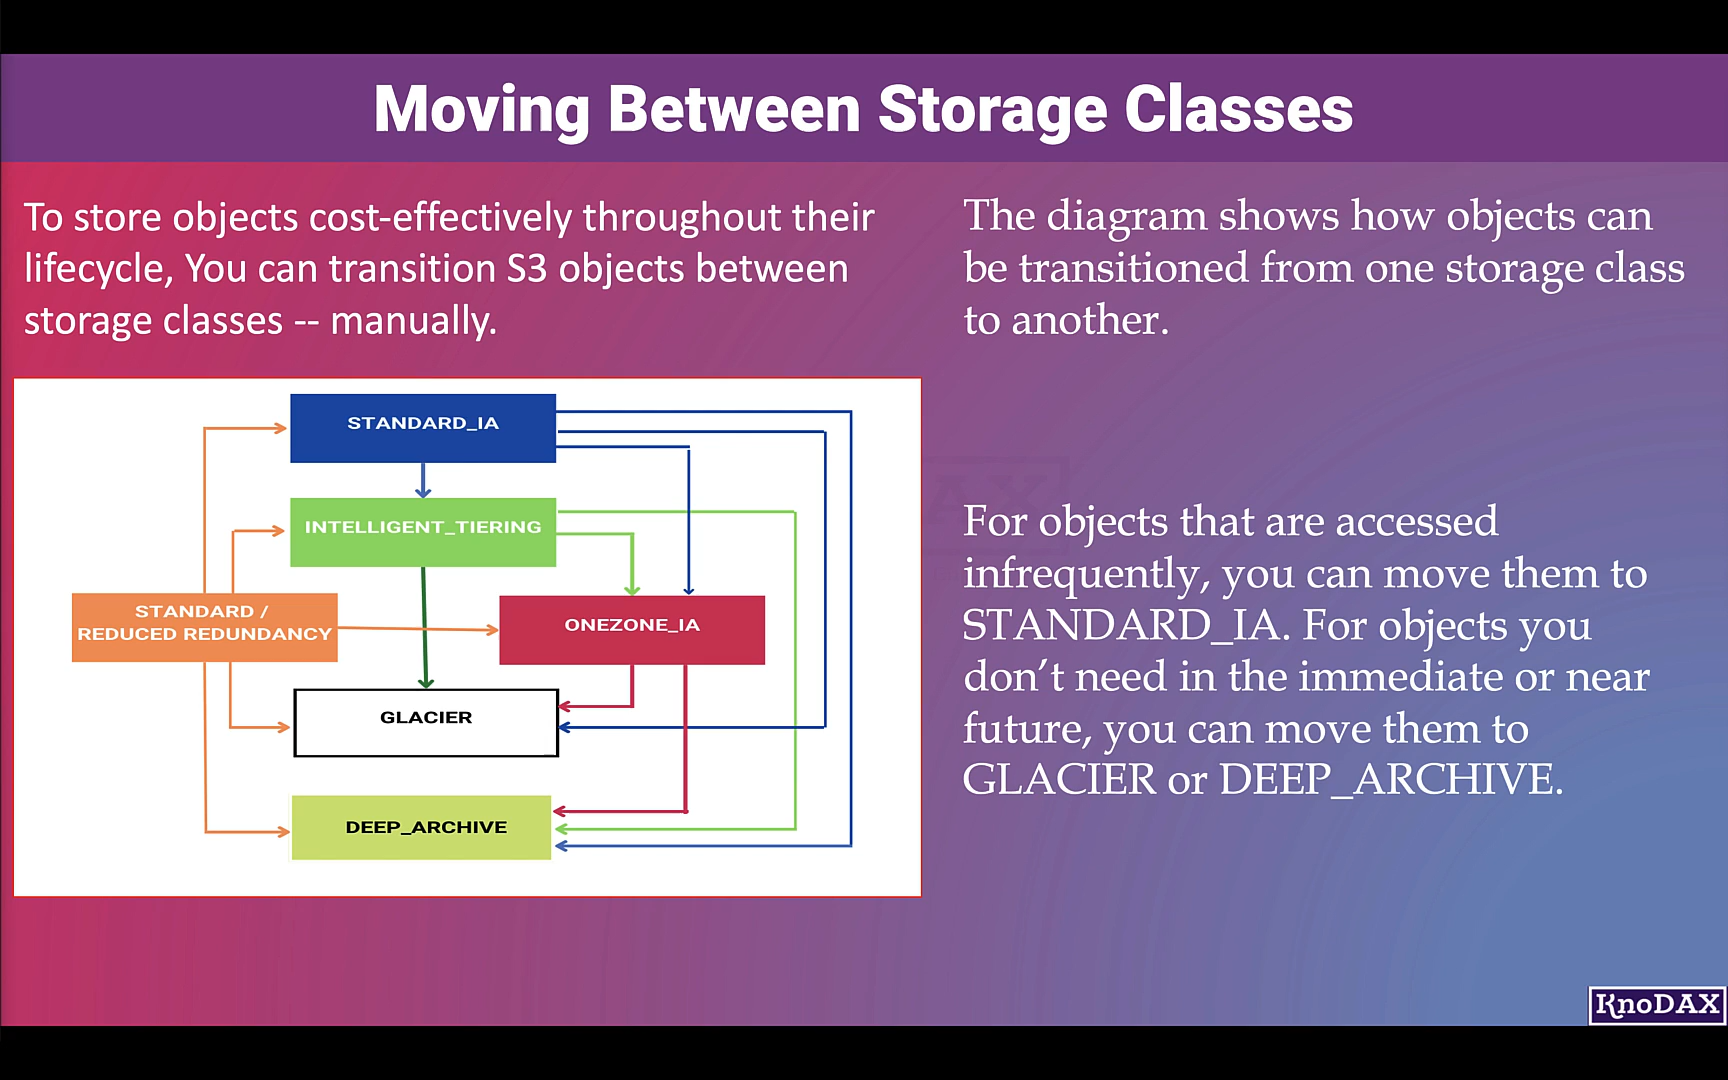 Moving Between Storage Classes
To store objects cost-effectively throughout their
lifecycle, You can transition S3 objects between
storage classes -- manually.
The diagram shows how objects can
be transitioned from one storage class
to another.
STANDARD_IA
INTELLIGENT_TIERING
STANDARD /
REDUCED REDUNDANCY
ONEZONE_IA
GLACIER
DEEP_ARCHIVE
For objects that are accessed
infrequently, you can move them to
STANDARD_IA. For objects you
don’t need in the immediate or near
future, you can move them to
GLACIER or DEEP_ARCHIVE.
KnoDAX